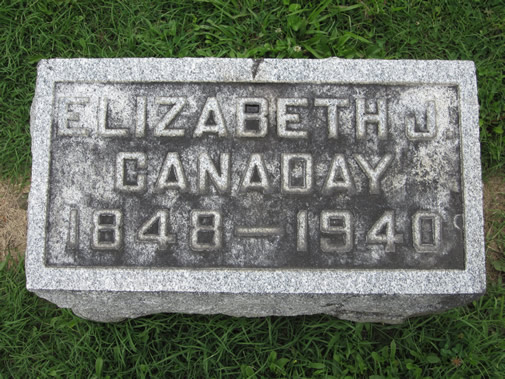 ELIZABETH J.
CANADAY
1848 — 1940